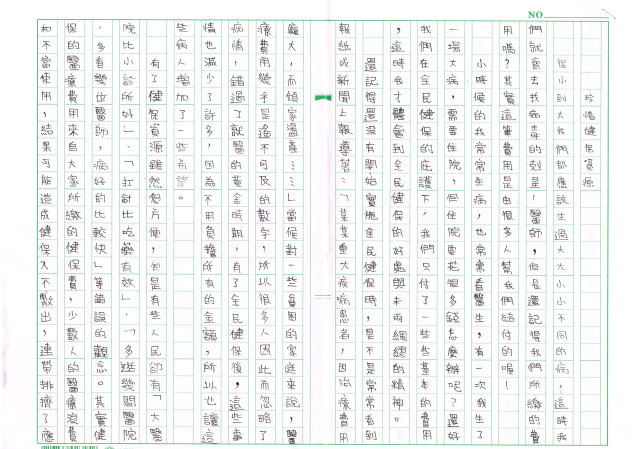 NO
珍惜健保資源
從小到大我們都應該生過大大小小不同的病，這時我
們就會去找病毒的剋星！醫師，但是還記得我們所繳的費
用嗎？其實這筆費用是由很多人幫我們給付的喔！
小時候的我常常生病，也常常看醫生，有一次我生了
一場大病，需要住院，但住院要花很多錢怎麼辦呢？還好
我們在全民健保的庇護下，我們只付了一些些基本的費用
，這時我才體會到全民健保的好處與未雨綢繆的精神。
還記得還沒有開始實施全民健保時，是不是常常看到
報紙或新聞上報導著：「某某重大疾病患者，因治療費用
龐大，而傾家蕩產……」當候對一些貧困的家庭來說，醫
療費用幾乎是遙不可及的數字，所以很多人因此而忽略了
病情，錯過了就醫的黃金時期，有了全民健保後，這些事
情也減少了許多，因為不用負擔所有的金額，所以也讓這
些病人增加了一些希望。
有了健保資源雖然很方便，但是有些人民卻有「大醫
院比小診所好」、「打針比吃藥有效」、「多逛幾間醫院
，多看幾位醫師，病好的比較快」等錯誤的觀念。其實健
保的醫療費用來自大家所繳的健保費，少數人的醫療浪費
和不當使用，結果可能造成健保入不敷出，連帶排擠了應